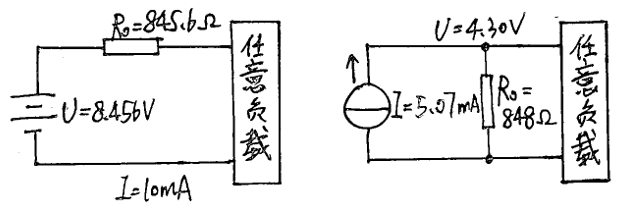 R₀=845.6Ω
U=8.456V
I=10mA
任意负载
U=4.30V
I=5.07mA
R₀=
848Ω
任意负载